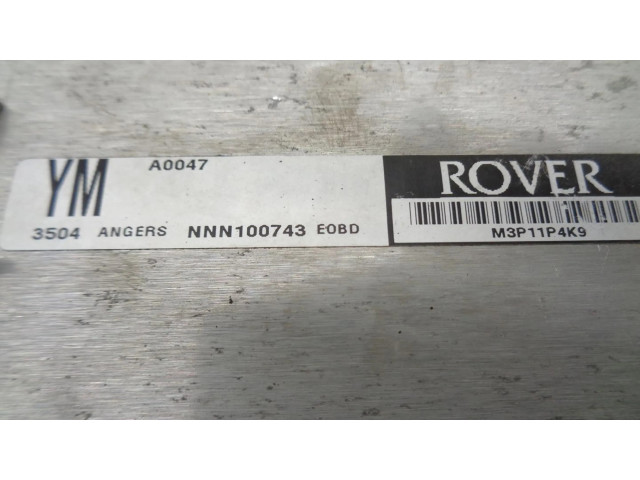 YM A0047
3504 ANGERS NNN100743 EOBD
ROVER
M3P11P4K9